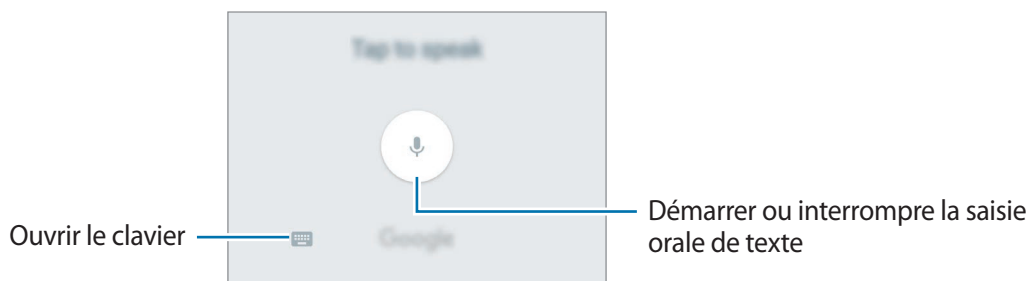 Tap to speak
Démarrer ou interrompre la saisie
orale de texte
Ouvrir le clavier
Google